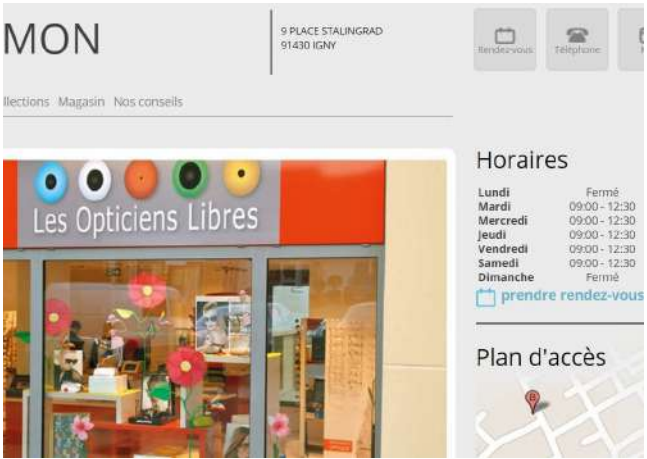 MON
9 PLACE STALINGRAD
91430 IGNY
Rendez-vous
Téléphone
llections Magasin Nos conseils
Les Opticiens Libres
Horaires
Lundi Fermé
Mardi 09:00 - 12:30
Mercredi 09:00 - 12:30
Jeudi 09:00 - 12:30
Vendredi 09:00 - 12:30
Samedi 09:00 - 12:30
Dimanche Fermé
prendre rendez-vous
Plan d'accès